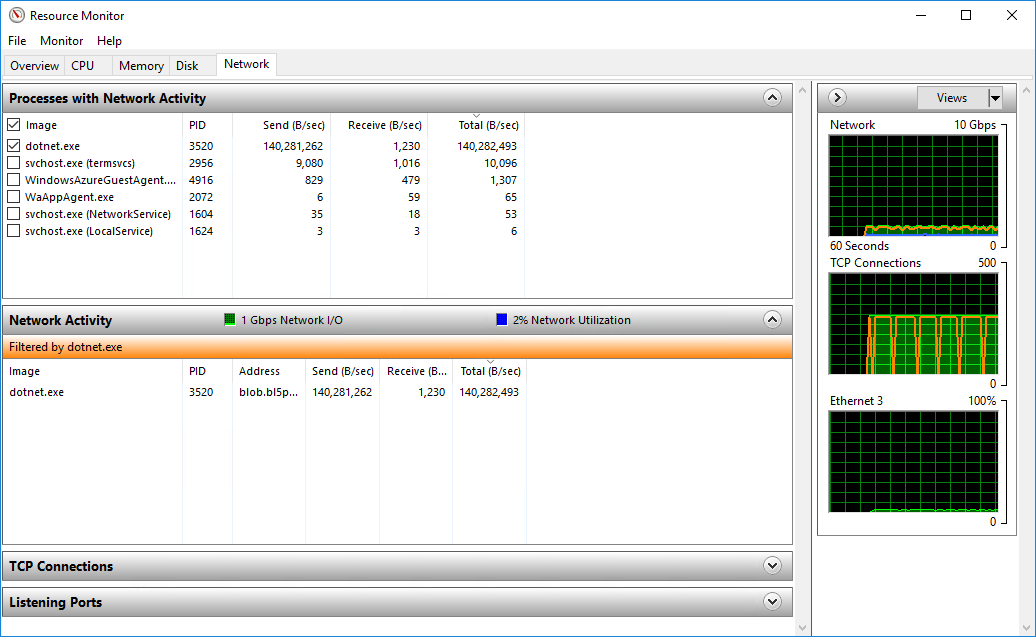 Resource Monitor
File Monitor Help
Overview CPU Memory Disk Network
Processes with Network Activity
Image PID Send (B/sec) Receive (B/sec) Total (B/sec)
dotnet.exe 3520 140,281,262 1,230 140,282,493
svchost.exe (termsvcs) 2956 9,080 1,016 10,096
WindowsAzureGuestAgent.... 4916 829 479 1,307
WaAppAgent.exe 2072 6 59 65
svchost.exe (NetworkService) 1604 35 18 53
svchost.exe (LocalService) 1624 3 3 6
Network Activity 1 Gbps Network I/O 2% Network Utilization
Filtered by dotnet.exe
Image PID Address Send (B/sec) Receive (B... Total (B/sec)
dotnet.exe 3520 blob.bl5p... 140,281,262 1,230 140,282,493
TCP Connections
Listening Ports
Views
Network 10 Gbps
60 Seconds 0
TCP Connections 500
0
Ethernet 3 100%
0